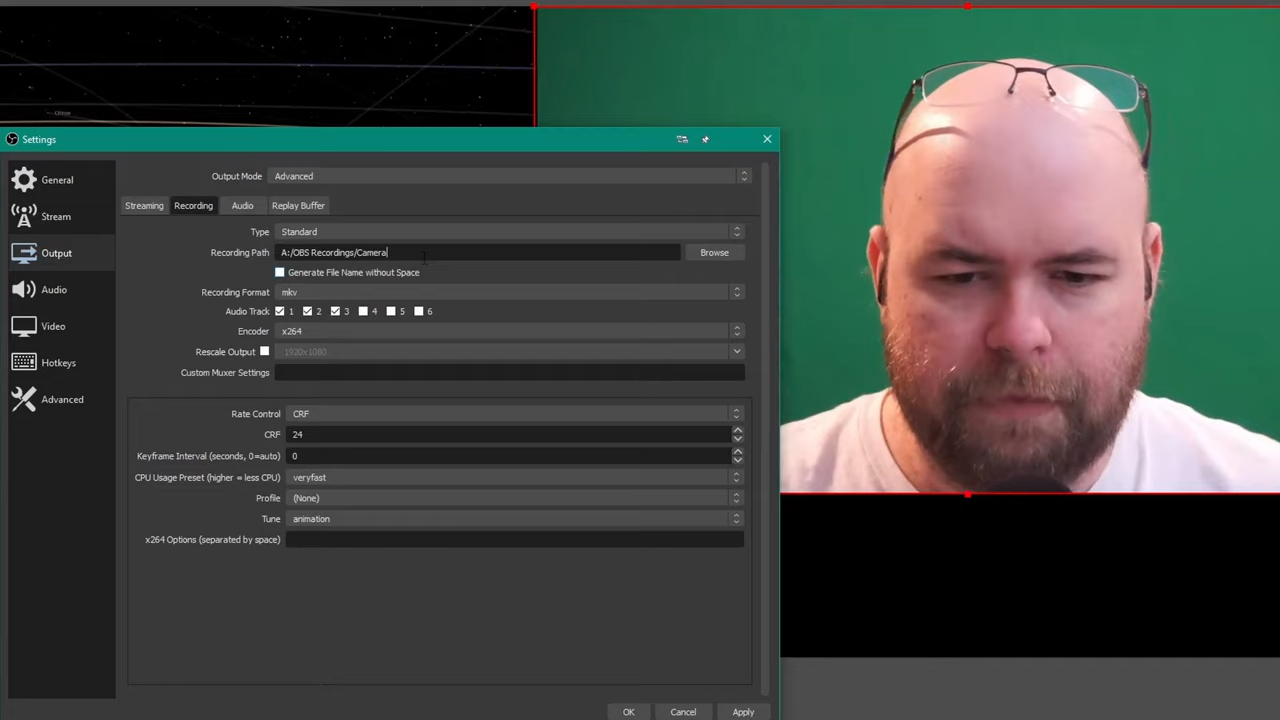 Settings
General
Stream
Output
Audio
Video
Hotkeys
Advanced
Output Mode Advanced
Streaming Recording Audio Replay Buffer
Type Standard
Recording Path A:/OBS Recordings/Camera Browse
Generate File Name without Space
Recording Format mkv
Audio Track 1 2 3 4 5 6
Encoder x264
Rescale Output 1920x1080
Custom Muxer Settings
Rate Control CRF
CRF 24
Keyframe Interval (seconds, 0=auto) 0
CPU Usage Preset (higher = less CPU) veryfast
Profile (None)
Tune animation
x264 Options (separated by space)
OK Cancel Apply